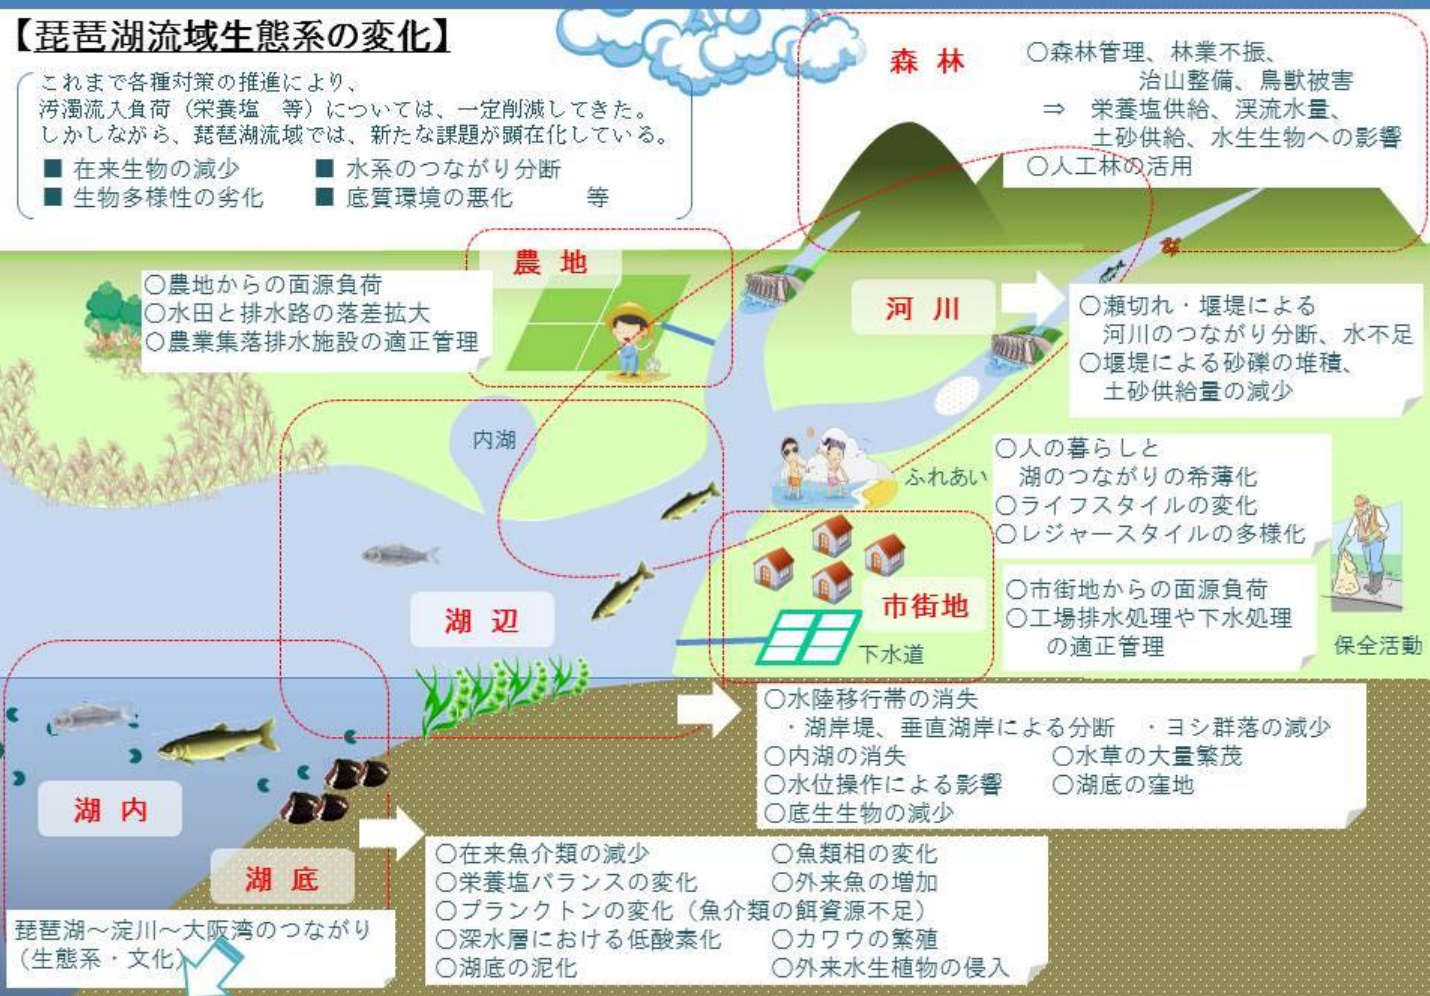 【琵琶湖流域生態系の変化】
これまで各種対策の推進により、
汚濁流入負荷（栄養塩　等）については、一定削減してきた。
しかしながら、琵琶湖流域では、新たな課題が顕在化している。
■ 在来生物の減少　■ 水系のつながり分断
■ 生物多様性の劣化　■ 底質環境の悪化　等
森 林
○森林管理、林業不振、
治山整備、鳥獣被害
⇒ 栄養塩供給、渓流水量、
土砂供給、水生生物への影響
○人工林の活用
農 地
○農地からの面源負荷
○水田と排水路の落差拡大
○農業集落排水施設の適正管理
河 川
○瀬切れ・堰堤による
河川のつながり分断、水不足
○堰堤による砂礫の堆積、
土砂供給量の減少
内湖
ふれあい
○人の暮らしと
湖のつながりの希薄化
○ライフスタイルの変化
○レジャースタイルの多様化
市街地
下水道
○市街地からの面源負荷
○工場排水処理や下水処理
の適正管理
保全活動
湖 辺
○水陸移行帯の消失
・湖岸堤、垂直湖岸による分断　・ヨシ群落の減少
○内湖の消失　○水草の大量繁茂
○水位操作による影響　○湖底の窪地
○底生生物の減少
湖 内
湖 底
○在来魚介類の減少　○魚類相の変化
○栄養塩バランスの変化　○外来魚の増加
○プランクトンの変化（魚介類の餌資源不足）
○深水層における低酸素化　○カワウの繁殖
○湖底の泥化　○外来水生植物の侵入
琵琶湖～淀川～大阪湾のつながり
（生態系・文化）